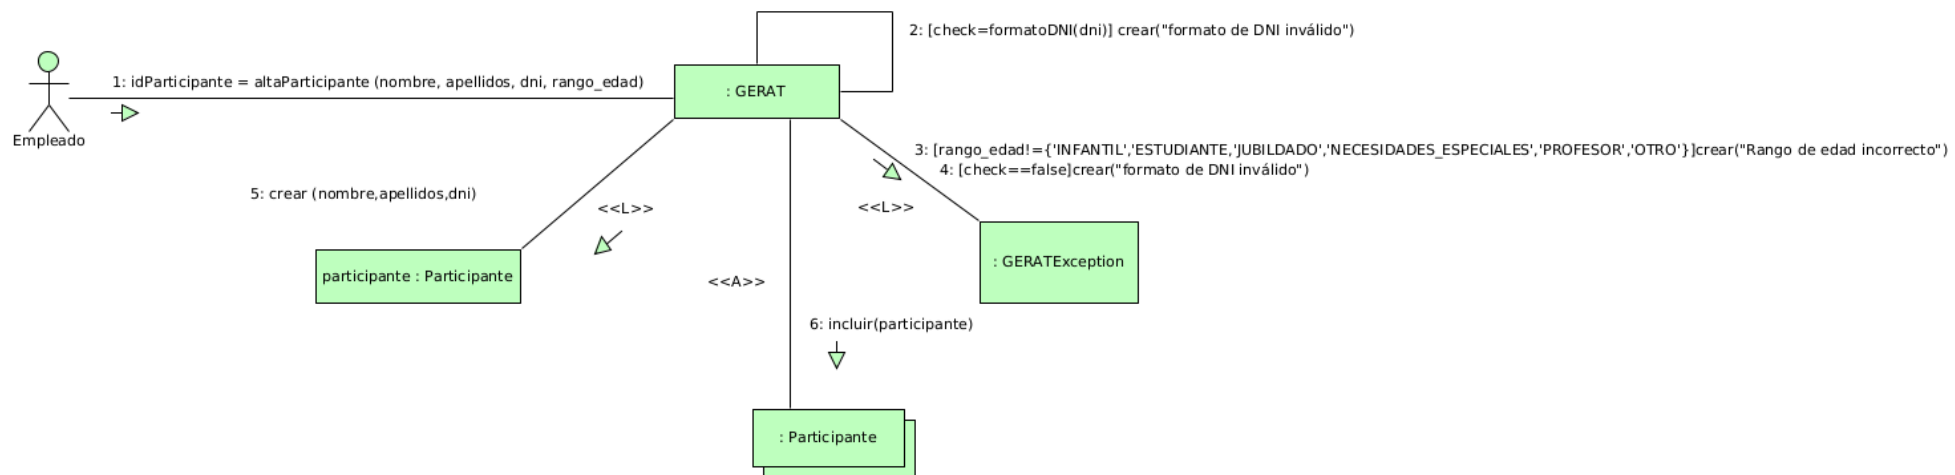 2: [check=formatoDNI(dni)] crear("formato de DNI inválido")
1: idParticipante = altaParticipante (nombre, apellidos, dni, rango_edad)
: GERAT
Empleado
3: [rango_edad!={'INFANTIL','ESTUDIANTE,'JUBILDADO','NECESIDADES_ESPECIALES','PROFESOR','OTRO'}]crear("Rango de edad incorrecto")
4: [check==false]crear("formato de DNI inválido")
5: crear (nombre,apellidos,dni)
<<L>>
<<L>>
: GERATException
participante : Participante
<<A>>
6: incluir(participante)
: Participante